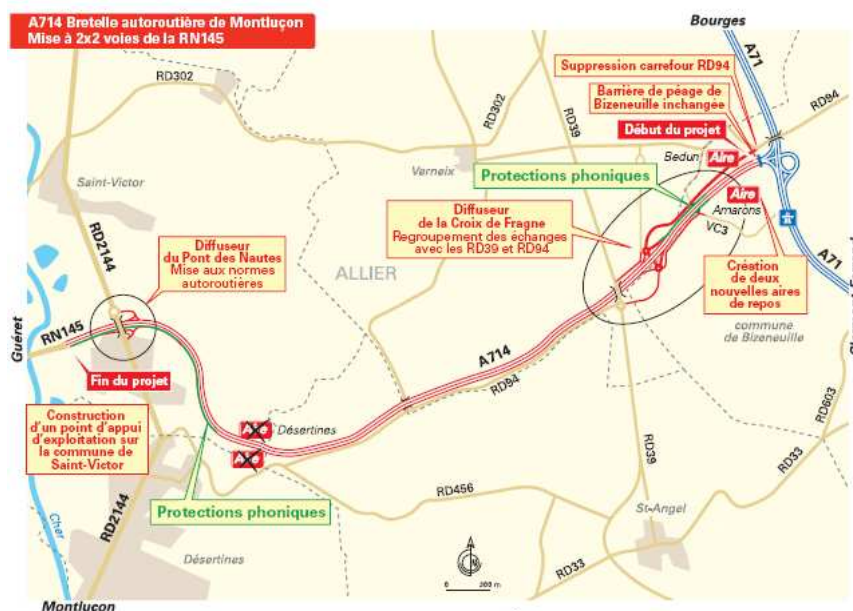 A714 Bretelle autoroutière de Montluçon
Mise à 2x2 voies de la RN145
Bourges
A71
Suppression carrefour RD94
RD302
RD302
RD39
Barrière de péage de
Bizeneuille inchangée
RD94
Début du projet
Bedun
Aire
Verneix
Saint-Victor
Protections phoniques
Aire
Amarons
VC3
Diffuseur
de la Croix de Fragne
Regroupement des échanges
avec les RD39 et RD94
RD2144
Diffuseur
du Pont des Nautes
Mise aux normes
autoroutières
ALLIER
A71
Création
de deux
nouvelles aires
de repos
Guéret
RN145
commune
de Bizeneuille
A714
RD94
Fin du projet
Construction
d'un point d'appui
d'exploitation sur
la commune de
Saint-Victor
Aire
Désertines
Aire
RD603
RD39
RD33
RD456
Protections phoniques
St-Angel
Cher
RD2144
Désertines
RD33
0 200 m
Montluçon